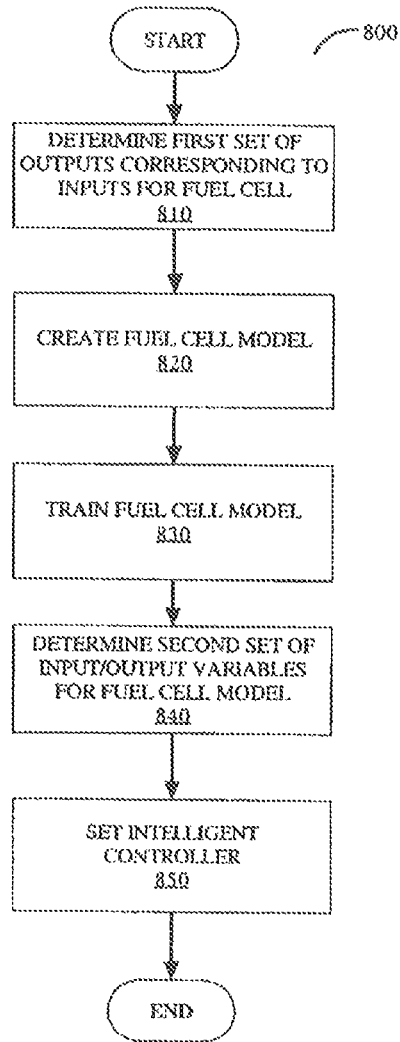 START
800
DETERMINE FIRST SET OF
OUTPUTS CORRESPONDING TO
INPUTS FOR FUEL CELL
810
CREATE FUEL CELL MODEL
820
TRAIN FUEL CELL MODEL
830
DETERMINE SECOND SET OF
INPUT/OUTPUT VARIABLES
FOR FUEL CELL MODEL
840
SET INTELLIGENT
CONTROLLER
850
END